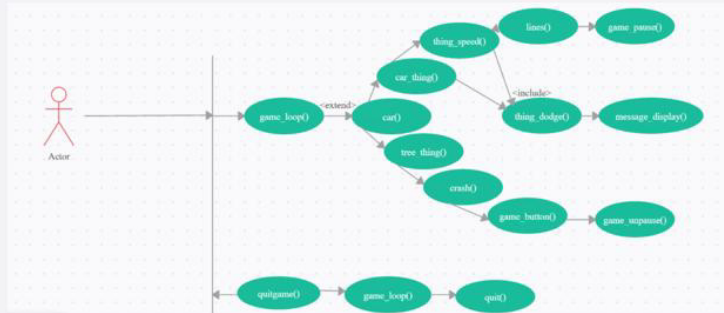 lines()
game_pause()
thing_speed()
car_thing()
<include>
<extend>
game_loop()
car()
thing_dodge()
message_display()
Actor
tree_thing()
crash()
game_button()
game_unpause()
quitgame()
game_loop()
quit()